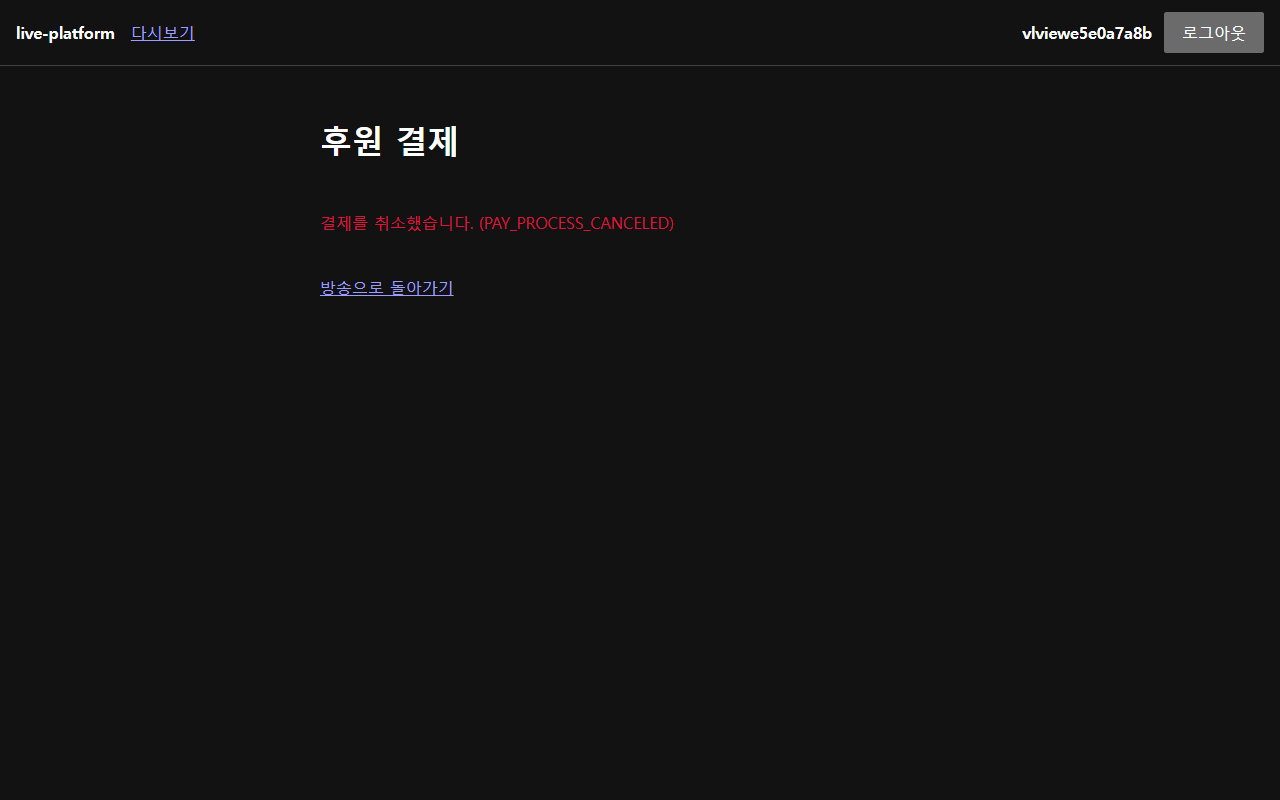 live-platform 다시보기 vlviewe5e0a7a8b 로그아웃
후원 결제
결제를 취소했습니다. (PAY_PROCESS_CANCELED)
방송으로 돌아가기